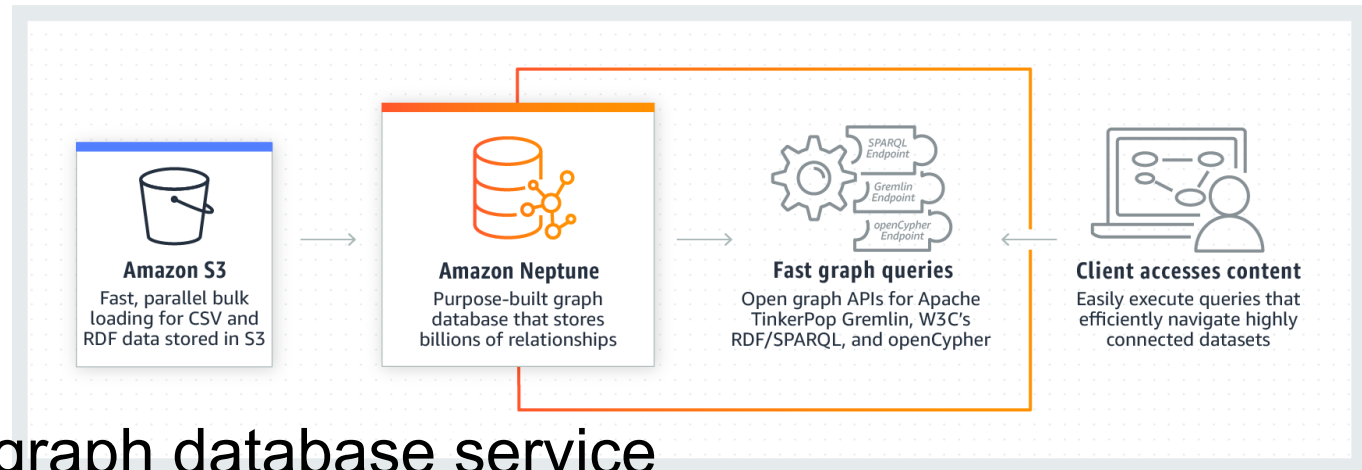 SPARQL
Endpoint
Gremlin
Endpoint
openCypher
Endpoint
Amazon S3
Fast, parallel bulk
loading for CSV and
RDF data stored in S3
Amazon Neptune
Purpose-built graph
database that stores
billions of relationships
Fast graph queries
Open graph APIs for Apache
TinkerPop Gremlin, W3C's
RDF/SPARQL, and openCypher
Client accesses content
Easily execute queries that
efficiently navigate highly
connected datasets
graph database service